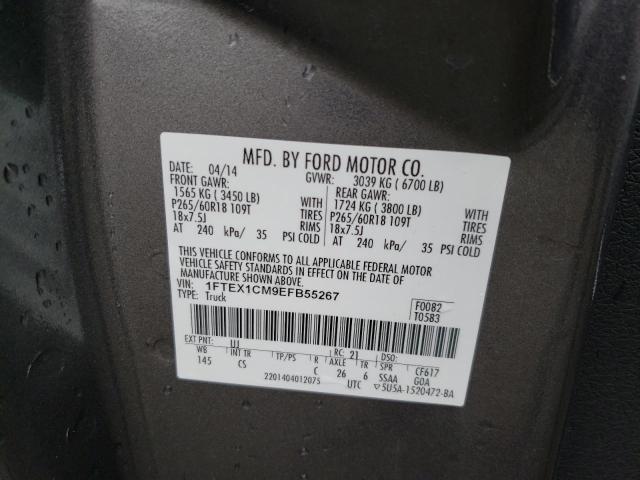 MFD. BY FORD MOTOR CO.
DATE: 04/14 GVWR: 3039 KG ( 6700 LB)
FRONT GAWR: REAR GAWR:
1565 KG ( 3450 LB) WITH 1724 KG ( 3800 LB) WITH
P265/60R18 109T TIRES P265/60R18 109T TIRES
18x7.5J RIMS 18x7.5J RIMS
AT 240 kPa/ 35 PSI COLD AT 240 kPa/ 35 PSI COLD
THIS VEHICLE CONFORMS TO ALL APPLICABLE FEDERAL MOTOR
VEHICLE SAFETY STANDARDS IN EFFECT ON THE DATE OF
MANUFACTURE SHOWN ABOVE.
VIN: 1FTEX1CM9EFB55267 F0082
TYPE: Truck T0583
EXT PNT: UJ RC: 21 DSO:
WB INT TR TP/PS R AXLE TR SPR CF617
145 CS C 26 6 SSAA GOA
2201404012075 UTC ▽5U5A-1520472-BA